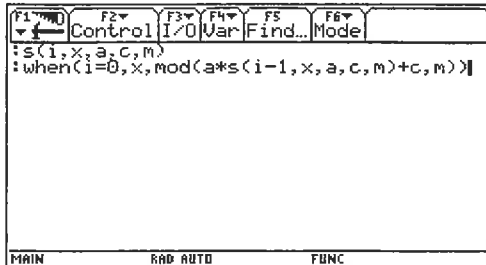 F1 F2 Control F3 I/O F4 Var F5 Find… F6 Mode
:s(i,x,a,c,m)
:when(i=0,x,mod(a*s(i-1,x,a,c,m)+c,m))
MAIN RAD AUTO FUNC